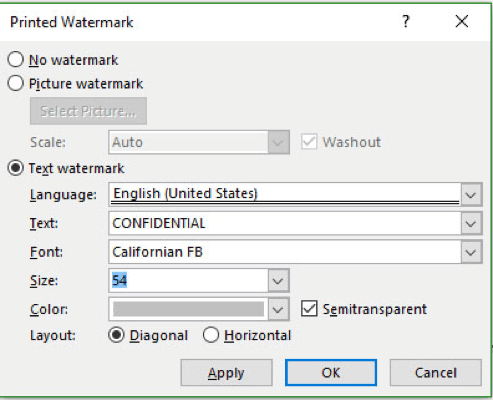 Printed Watermark ? X
No watermark
Picture watermark
Select Picture...
Scale: Auto Washout
Text watermark
Language: English (United States)
Text: CONFIDENTIAL
Font: Californian FB
Size: 54
Color: Semitransparent
Layout: Diagonal Horizontal
Apply OK Cancel